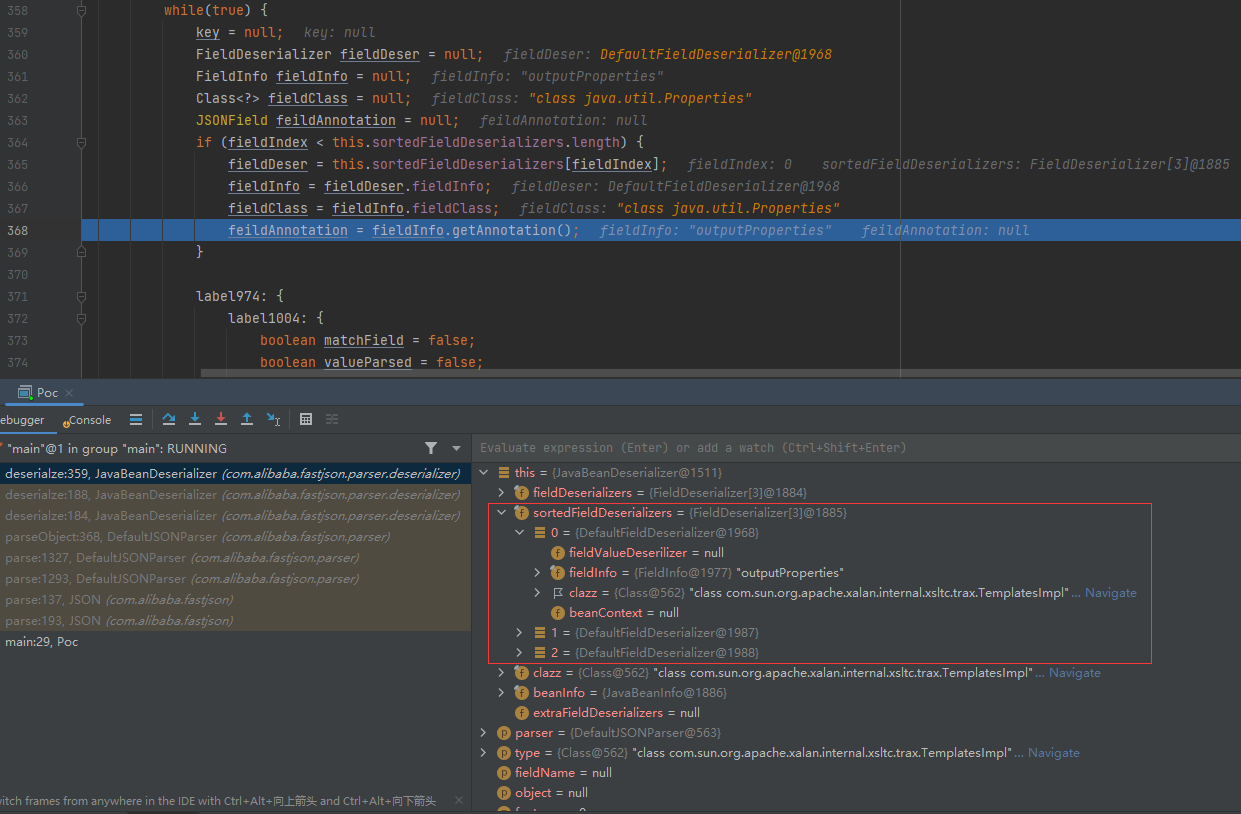 358 while(true) {
359 key = null; key: null
360 FieldDeserializer fieldDeser = null; fieldDeser: DefaultFieldDeserializer@1968
361 FieldInfo fieldInfo = null; fieldInfo: "outputProperties"
362 Class<?> fieldClass = null; fieldClass: "class java.util.Properties"
363 JSONField feildAnnotation = null; feildAnnotation: null
364 if (fieldIndex < this.sortedFieldDeserializers.length) {
365 fieldDeser = this.sortedFieldDeserializers[fieldIndex]; fieldIndex: 0 sortedFieldDeserializers: FieldDeserializer[3]@1885
366 fieldInfo = fieldDeser.fieldInfo; fieldDeser: DefaultFieldDeserializer@1968
367 fieldClass = fieldInfo.fieldClass; fieldClass: "class java.util.Properties"
368 feildAnnotation = fieldInfo.getAnnotation(); fieldInfo: "outputProperties" feildAnnotation: null
369 }
370
371 label974: {
372 label1004: {
373 boolean matchField = false;
374 boolean valueParsed = false;
Poc
ebugger Console
"main"@1 in group "main": RUNNING
deserialze:359, JavaBeanDeserializer (com.alibaba.fastjson.parser.deserializer)
deserialze:188, JavaBeanDeserializer (com.alibaba.fastjson.parser.deserializer)
deserialze:184, JavaBeanDeserializer (com.alibaba.fastjson.parser.deserializer)
parseObject:368, DefaultJSONParser (com.alibaba.fastjson.parser)
parse:1327, DefaultJSONParser (com.alibaba.fastjson.parser)
parse:1293, DefaultJSONParser (com.alibaba.fastjson.parser)
parse:137, JSON (com.alibaba.fastjson)
parse:193, JSON (com.alibaba.fastjson)
main:29, Poc
witch frames from anywhere in the IDE with Ctrl+Alt+向上箭头 and Ctrl+Alt+向下箭头
Evaluate expression (Enter) or add a watch (Ctrl+Shift+Enter)
this = {JavaBeanDeserializer@1511}
fieldDeserializers = {FieldDeserializer[3]@1884}
sortedFieldDeserializers = {FieldDeserializer[3]@1885}
0 = {DefaultFieldDeserializer@1968}
fieldValueDeserilizer = null
fieldInfo = {FieldInfo@1977} "outputProperties"
clazz = {Class@562} "class com.sun.org.apache.xalan.internal.xsltc.trax.TemplatesImpl" ... Navigate
beanContext = null
1 = {DefaultFieldDeserializer@1987}
2 = {DefaultFieldDeserializer@1988}
clazz = {Class@562} "class com.sun.org.apache.xalan.internal.xsltc.trax.TemplatesImpl" ... Navigate
beanInfo = {JavaBeanInfo@1886}
extraFieldDeserializers = null
parser = {DefaultJSONParser@563}
type = {Class@562} "class com.sun.org.apache.xalan.internal.xsltc.trax.TemplatesImpl" ... Navigate
fieldName = null
object = null